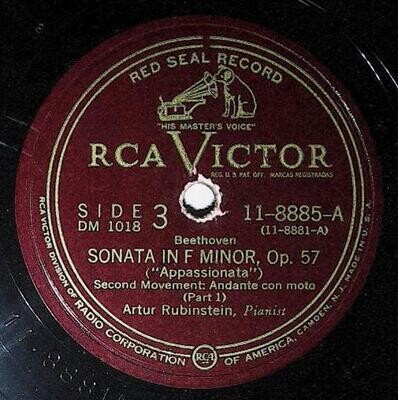 RED SEAL RECORD
"HIS MASTER'S VOICE"
RCA VICTOR
REG. U.S. PAT. OFF. MARCAS REGISTRADAS
SIDE 3
DM 1018
11-8885-A
(11-8881-A)
Beethoven
SONATA IN F MINOR, Op. 57
("Appassionata")
Second Movement: Andante con moto
(Part 1)
Artur Rubinstein, Pianist
RCA VICTOR DIVISION OF RADIO CORPORATION OF AMERICA, CAMDEN, N.J. MADE IN U.S.A.
RCA